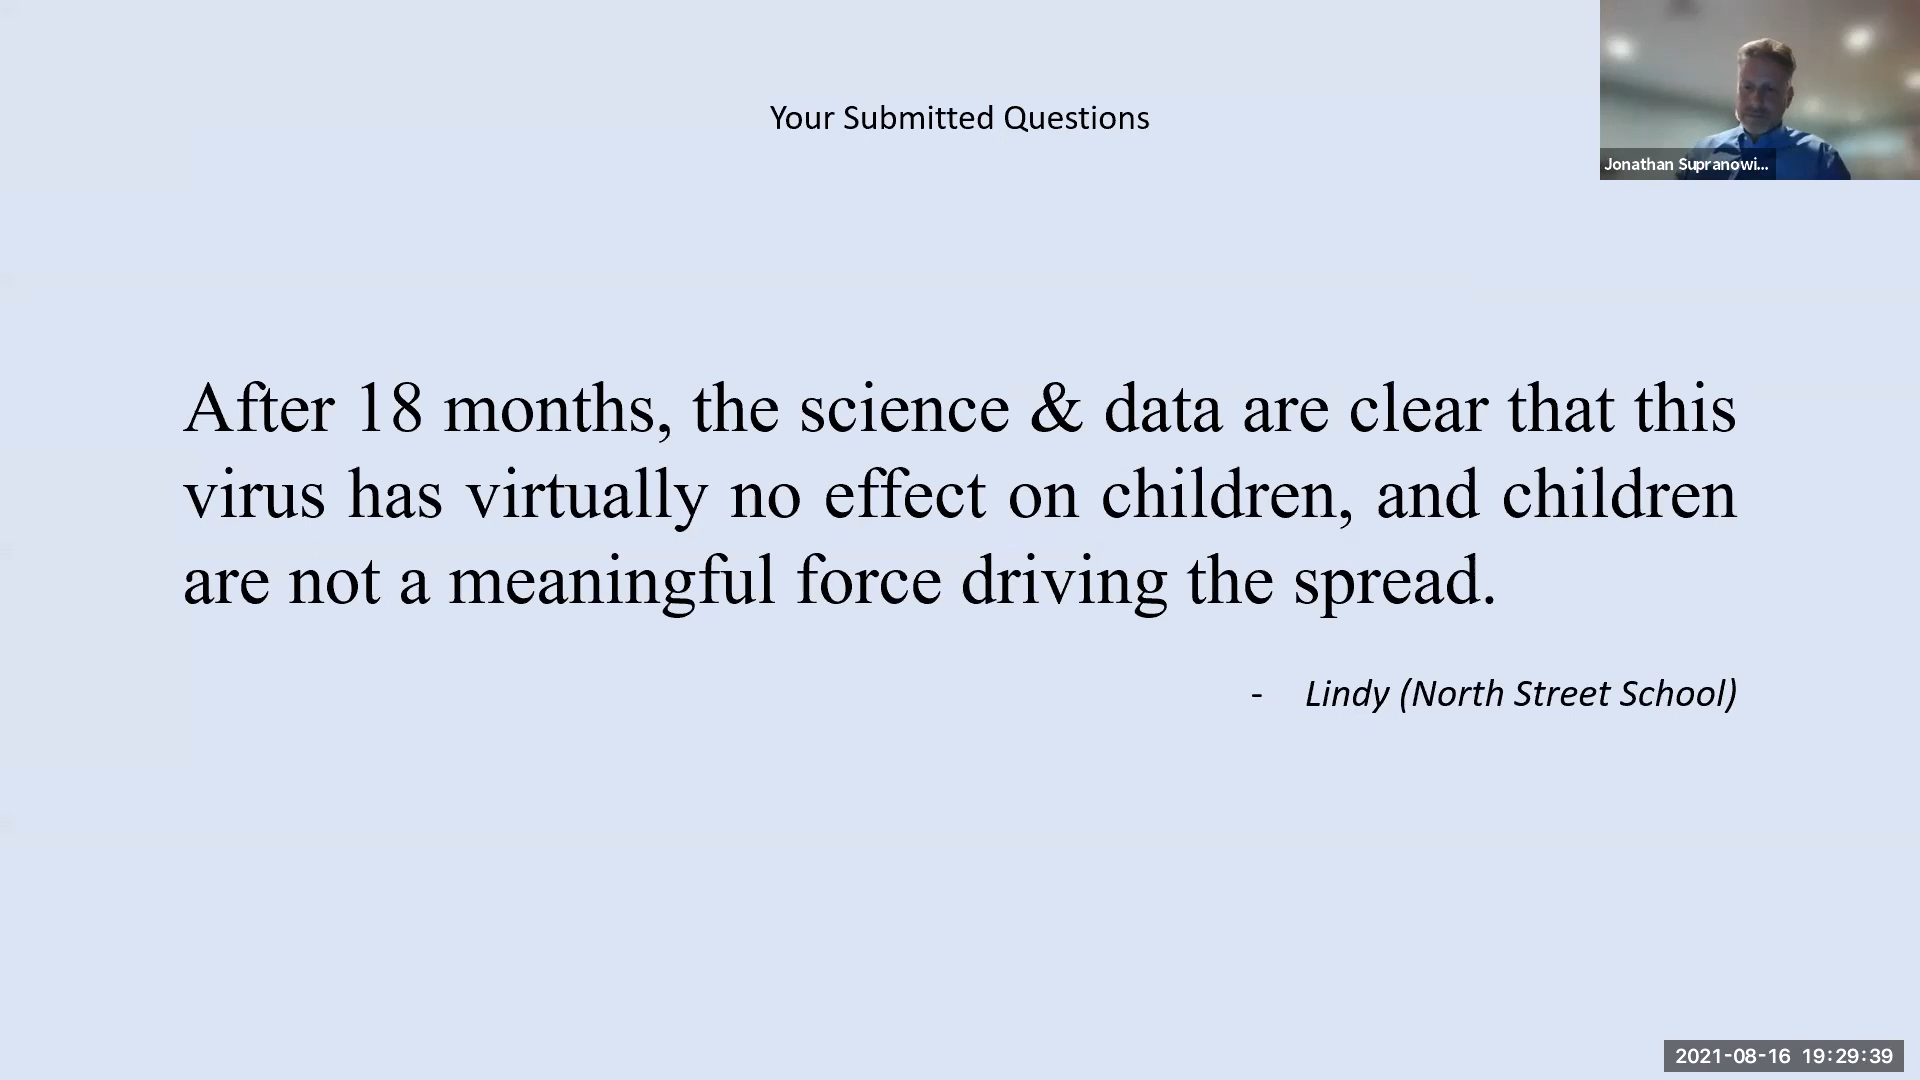 Your Submitted Questions
Jonathan Supranowi...
After 18 months, the science & data are clear that this
virus has virtually no effect on children, and children
are not a meaningful force driving the spread.
- Lindy (North Street School)
2021-08-16 19:29:39